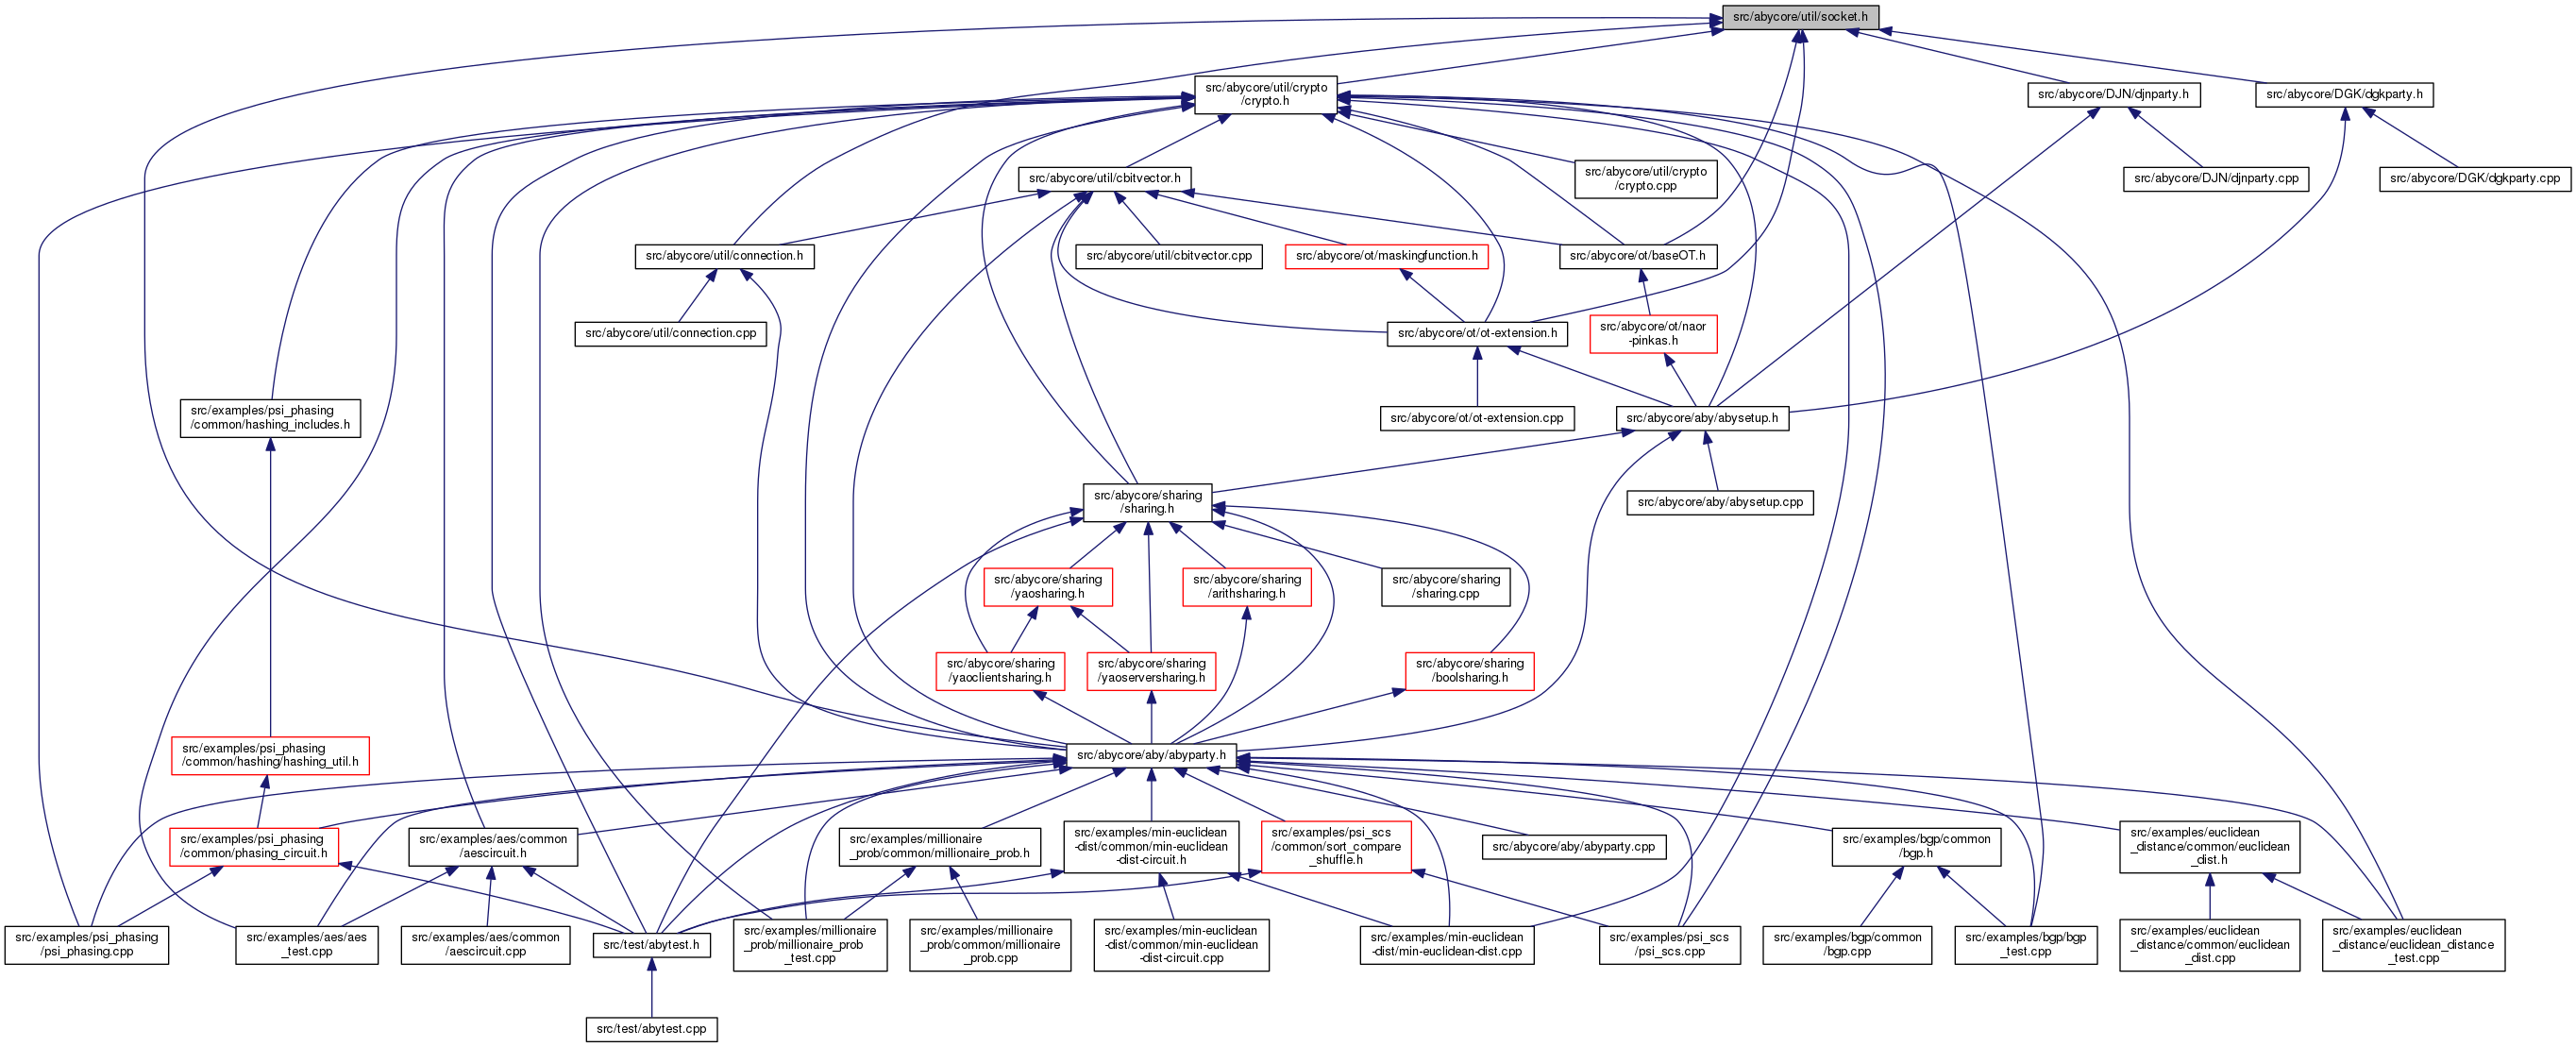 src/abycore/util/socket.h
src/abycore/util/crypto
/crypto.h
src/abycore/DJN/djnparty.h
src/abycore/DGK/dgkparty.h
src/abycore/util/cbitvector.h
src/abycore/util/crypto
/crypto.cpp
src/abycore/DJN/djnparty.cpp
src/abycore/DGK/dgkparty.cpp
src/abycore/util/connection.h
src/abycore/util/cbitvector.cpp
src/abycore/ot/maskingfunction.h
src/abycore/ot/baseOT.h
src/abycore/util/connection.cpp
src/abycore/ot/ot-extension.h
src/abycore/ot/naor
-pinkas.h
src/examples/psi_phasing
/common/hashing_includes.h
src/abycore/ot/ot-extension.cpp
src/abycore/aby/abysetup.h
src/abycore/sharing
/sharing.h
src/abycore/aby/abysetup.cpp
src/abycore/sharing
/yaosharing.h
src/abycore/sharing
/arithsharing.h
src/abycore/sharing
/sharing.cpp
src/abycore/sharing
/yaoclientsharing.h
src/abycore/sharing
/yaoserversharing.h
src/abycore/sharing
/boolsharing.h
src/examples/psi_phasing
/common/hashing/hashing_util.h
src/abycore/aby/abyparty.h
src/examples/psi_phasing
/common/phasing_circuit.h
src/examples/aes/common
/aescircuit.h
src/examples/millionaire
_prob/common/millionaire_prob.h
src/examples/min-euclidean
-dist/common/min-euclidean
-dist-circuit.h
src/examples/psi_scs
/common/sort_compare
_shuffle.h
src/abycore/aby/abyparty.cpp
src/examples/bgp/common
/bgp.h
src/examples/euclidean
_distance/common/euclidean
_dist.h
src/examples/psi_phasing
/psi_phasing.cpp
src/examples/aes/aes
_test.cpp
src/examples/aes/common
/aescircuit.cpp
src/test/abytest.h
src/examples/millionaire
_prob/millionaire_prob
_test.cpp
src/examples/millionaire
_prob/common/millionaire
_prob.cpp
src/examples/min-euclidean
-dist/common/min-euclidean
-dist-circuit.cpp
src/examples/min-euclidean
-dist/min-euclidean-dist.cpp
src/examples/psi_scs
/psi_scs.cpp
src/examples/bgp/common
/bgp.cpp
src/examples/bgp/bgp
_test.cpp
src/examples/euclidean
_distance/common/euclidean
_dist.cpp
src/examples/euclidean
_distance/euclidean_distance
_test.cpp
src/test/abytest.cpp